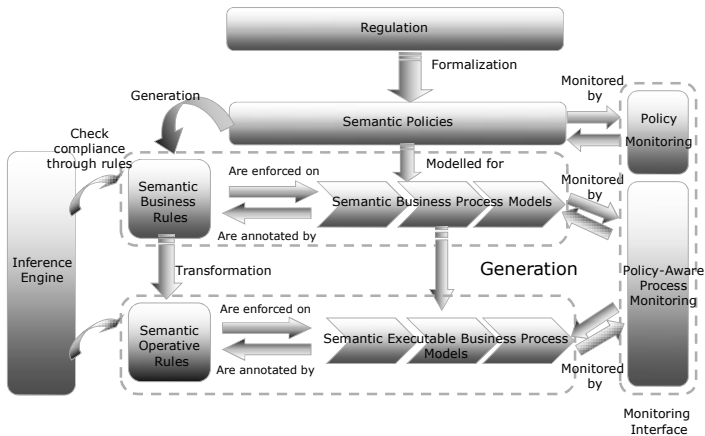 Regulation
Formalization
Generation
Monitored
by
Semantic Policies
Policy
Monitoring
Check
compliance
through rules
Modelled for
Semantic
Business
Rules
Are enforced on
Are annotated by
Semantic Business Process Models
Monitored
by
Inference
Engine
Transformation
Generation
Policy-Aware
Process
Monitoring
Semantic
Operative
Rules
Are enforced on
Are annotated by
Semantic Executable Business Process
Models
Monitored
by
Monitoring
Interface